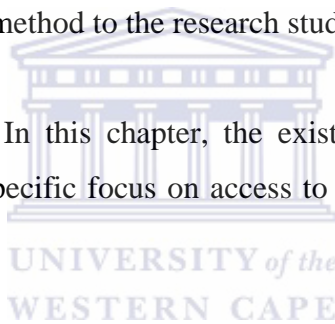 method to the research stud
In this chapter, the exist
pecific focus on access to
UNIVERSITY of the
WESTERN CAPE